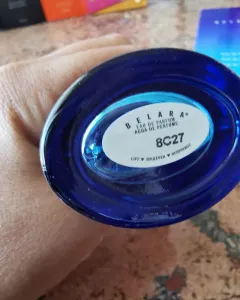 BELARA®
EAU DE PARFUM
AGUA DE PERFUME
8C27